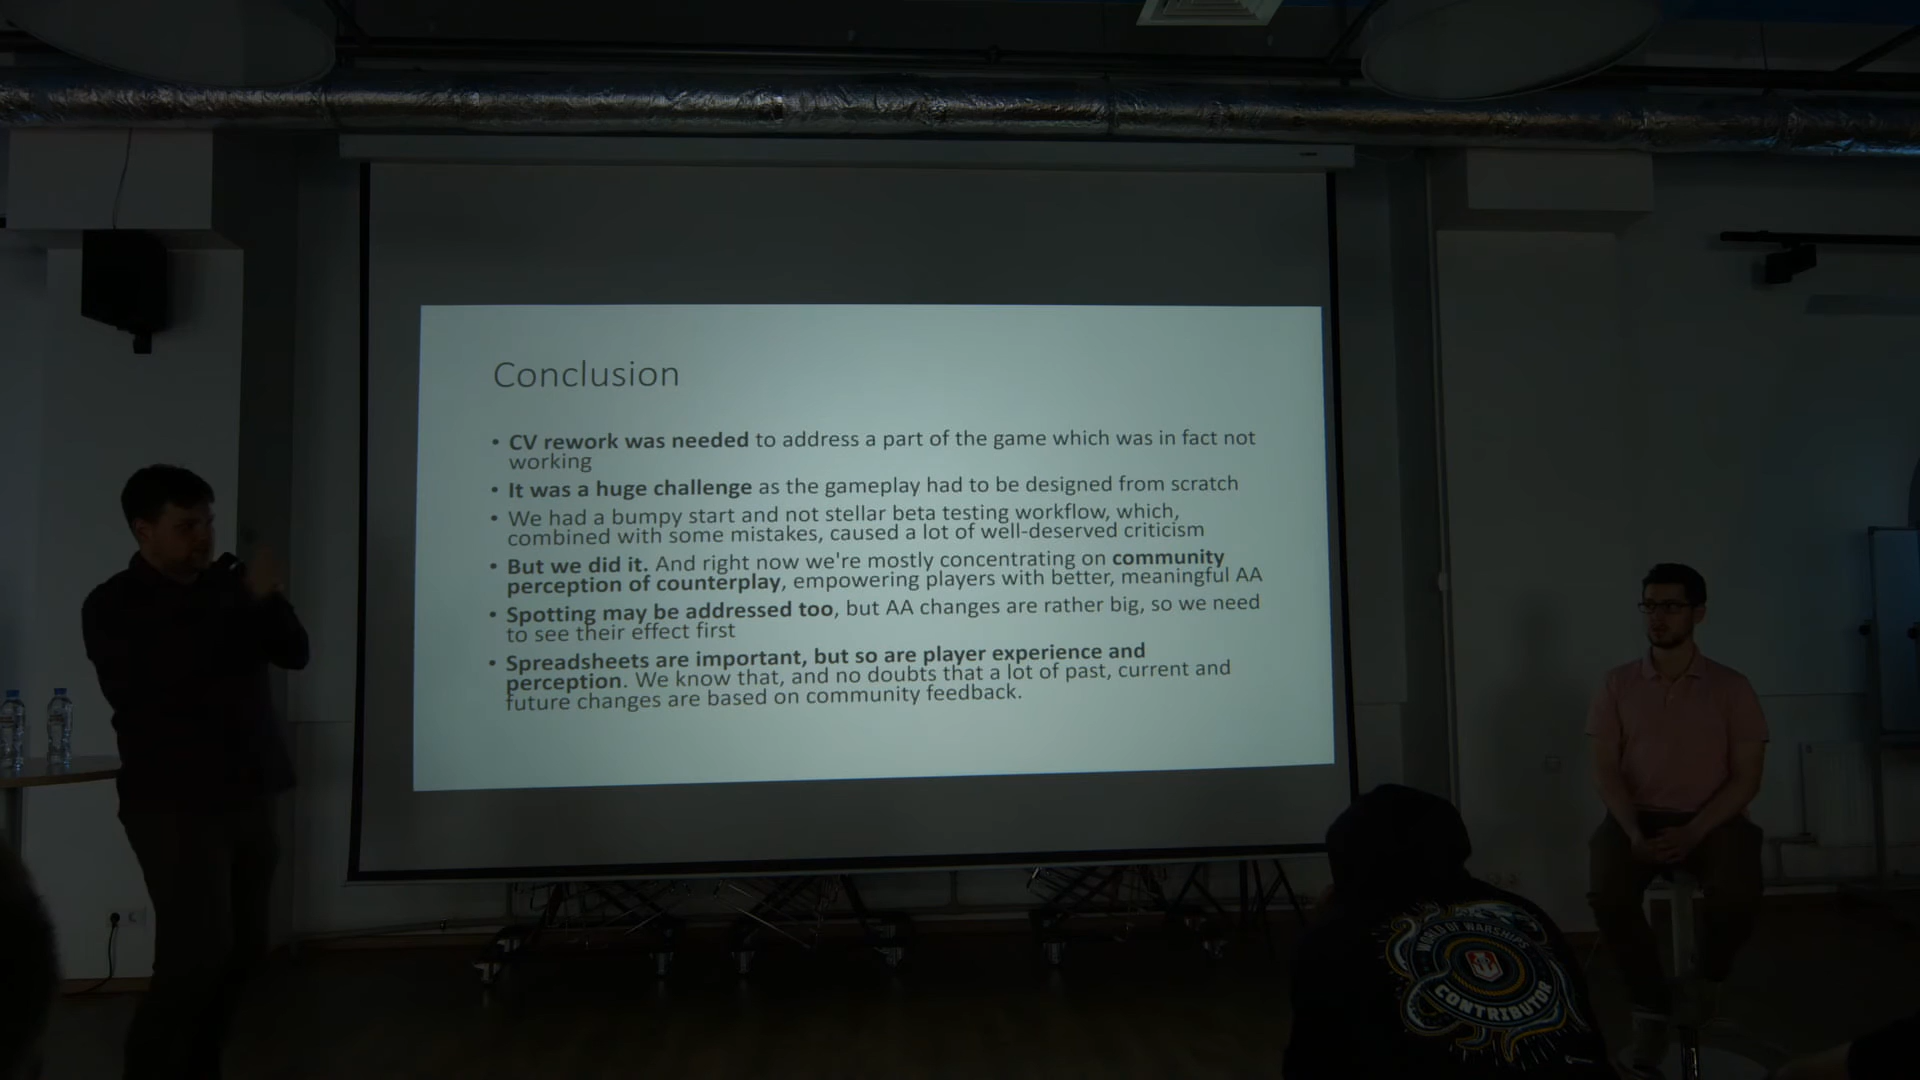 Conclusion
• CV rework was needed to address a part of the game which was in fact not
working
• It was a huge challenge as the gameplay had to be designed from scratch
• We had a bumpy start and not stellar beta testing workflow, which,
combined with some mistakes, caused a lot of well-deserved criticism
• But we did it. And right now we're mostly concentrating on community
perception of counterplay, empowering players with better, meaningful AA
• Spotting may be addressed too, but AA changes are rather big, so we need
to see their effect first
• Spreadsheets are important, but so are player experience and
perception. We know that, and no doubts that a lot of past, current and
future changes are based on community feedback.
WORLD OF WARSHIPS
CONTRIBUTOR